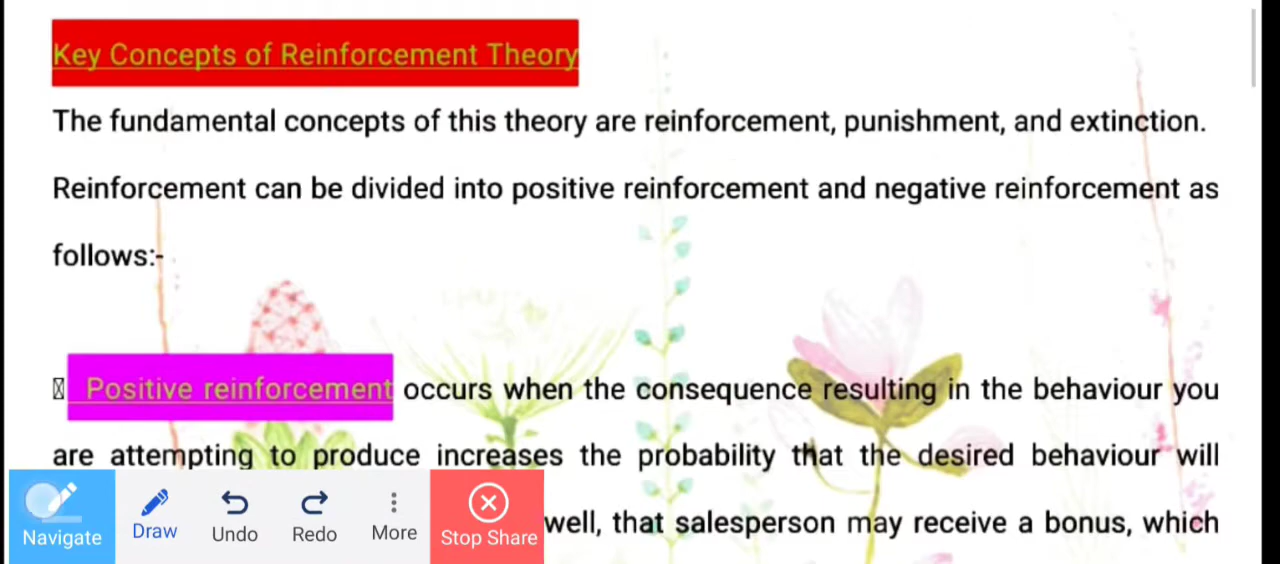 Key Concepts of Reinforcement Theory
The fundamental concepts of this theory are reinforcement, punishment, and extinction.
Reinforcement can be divided into positive reinforcement and negative reinforcement as
follows:-
Positive reinforcement occurs when the consequence resulting in the behaviour you
are attempting to produce increases the probability that the desired behaviour will
well, that salesperson may receive a bonus, which
Navigate Draw Undo Redo More Stop Share